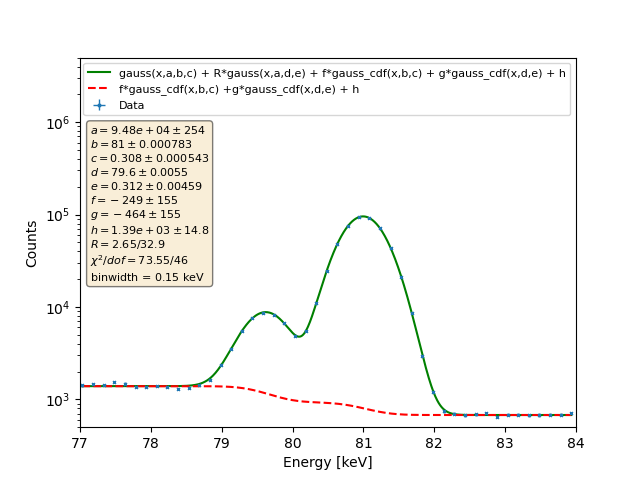 gauss(x,a,b,c) + R*gauss(x,a,d,e) + f*gauss_cdf(x,b,c) + g*gauss_cdf(x,d,e) + h
f*gauss_cdf(x,b,c) +g*gauss_cdf(x,d,e) + h
Data
a = 9.48e + 04 ± 254
b = 81 ± 0.000783
c = 0.308 ± 0.000543
d = 79.6 ± 0.0055
e = 0.312 ± 0.00459
f = − 249 ± 155
g = − 464 ± 155
h = 1.39e + 03 ± 14.8
R = 2.65/32.9
χ²/dof = 73.55/46
binwidth = 0.15 keV
10⁶
10⁵
10⁴
10³
Counts
77 78 79 80 81 82 83 84
Energy [keV]